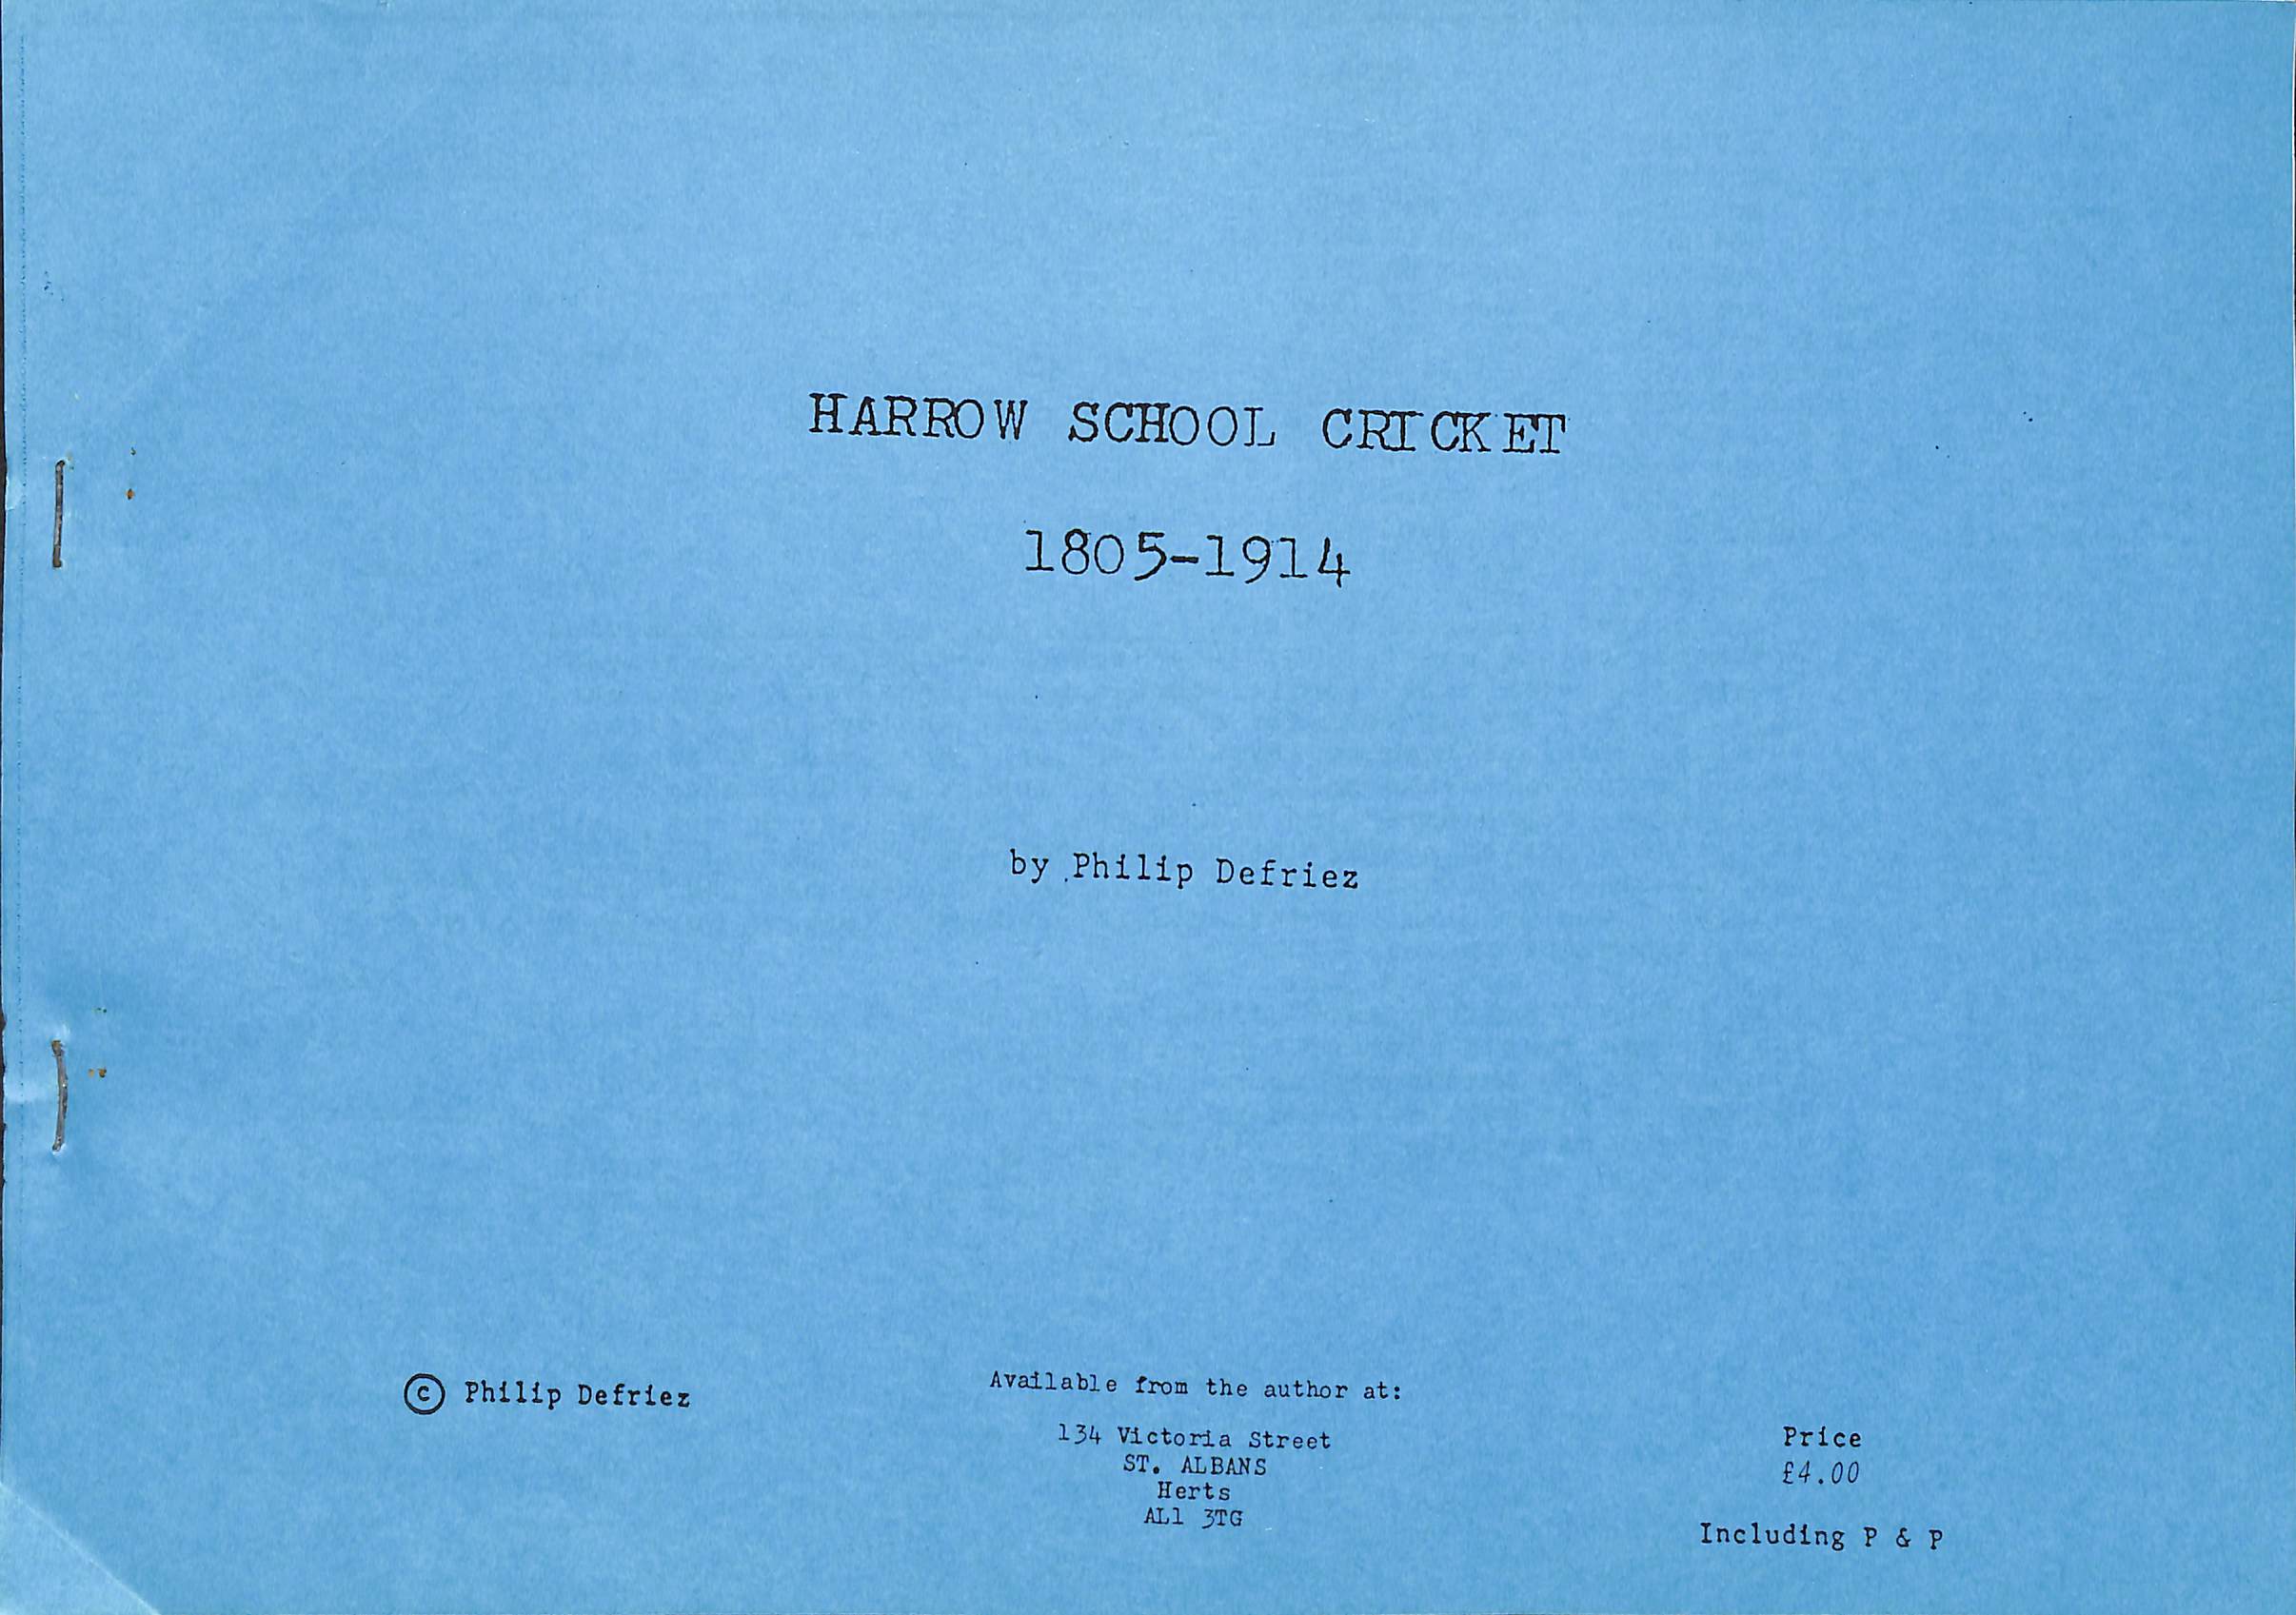 HARROW SCHOOL CRICKET
1805-1914
by Philip Defriez
© Philip Defriez
Available from the author at:
134 Victoria Street
ST. ALBANS
Herts
AL1 3TG
Price
£4.00
Including P & P